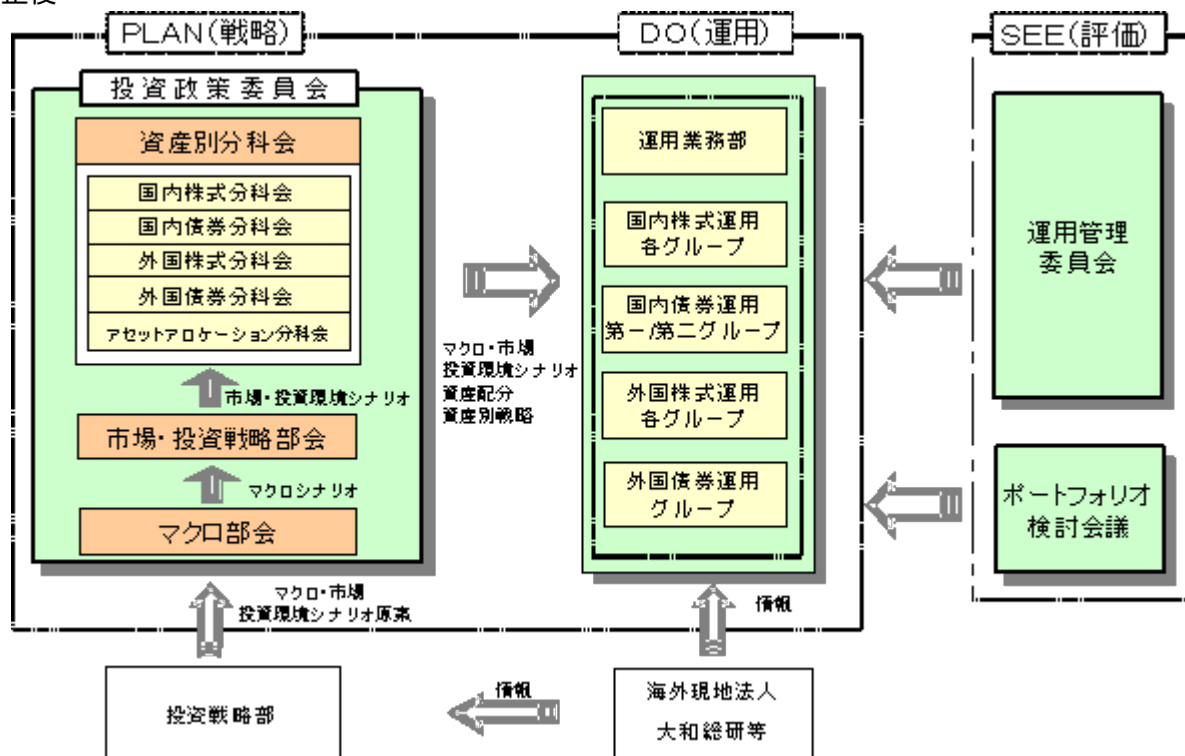 PLAN(戦略)
DO(運用)
SEE(評価)
投資政策委員会
資産別分科会
国内株式分科会
国内債券分科会
外国株式分科会
外国債券分科会
アセットアロケーション分科会
市場・投資環境シナリオ
市場・投資戦略部会
マクロシナリオ
マクロ部会
マクロ・市場
投資環境シナリオ
資産配分
資産別戦略
運用業務部
国内株式運用
各グループ
国内債券運用
第一/第二グループ
外国株式運用
各グループ
外国債券運用
グループ
運用管理
委員会
ポートフォリオ
検討会議
マクロ・市場
投資環境シナリオ原案
情報
投資戦略部
情報
海外現地法人
大和総研等